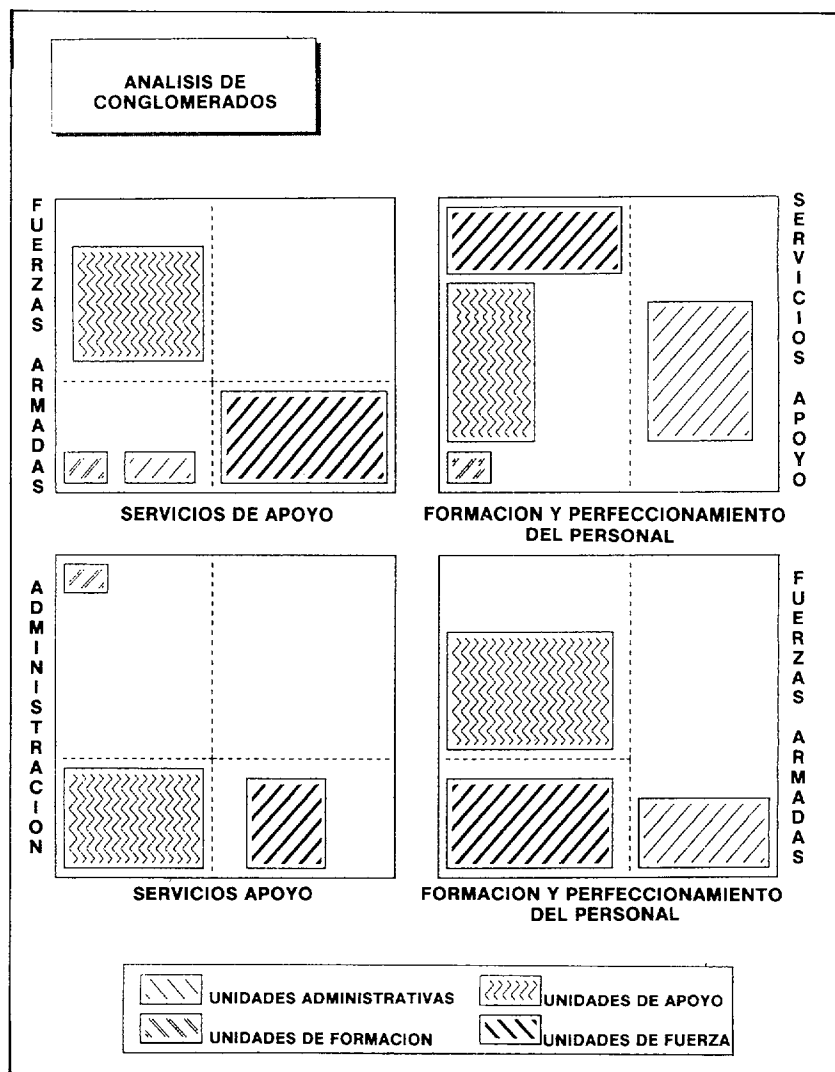 ANALISIS DE
CONGLOMERADOS
FUERZAS ARMADAS
SERVICIOS DE APOYO
SERVICIOS APOYO
FORMACION Y PERFECCIONAMIENTO
DEL PERSONAL
ADMINISTRACION
SERVICIOS APOYO
FUERZAS ARMADAS
FORMACION Y PERFECCIONAMIENTO
DEL PERSONAL
UNIDADES ADMINISTRATIVAS
UNIDADES DE APOYO
UNIDADES DE FORMACION
UNIDADES DE FUERZA